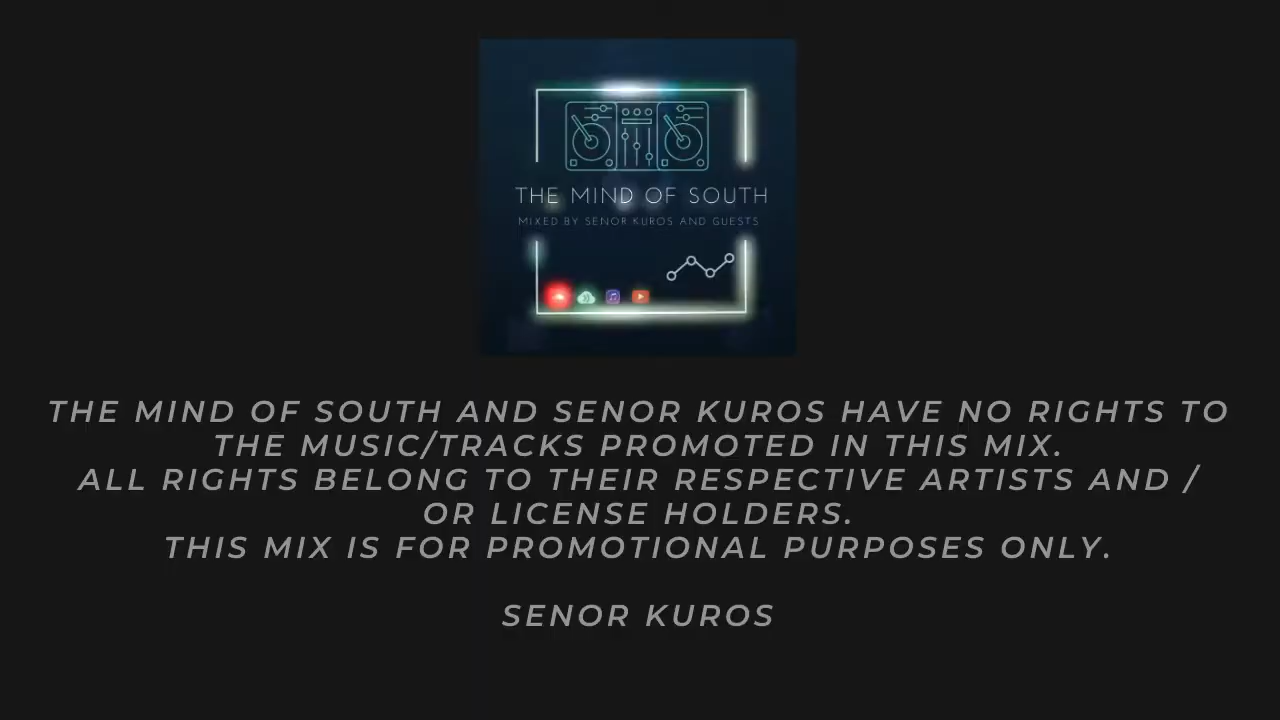 THE MIND OF SOUTH
MIXED BY SENOR KUROS AND GUESTS
THE MIND OF SOUTH AND SENOR KUROS HAVE NO RIGHTS TO
THE MUSIC/TRACKS PROMOTED IN THIS MIX.
ALL RIGHTS BELONG TO THEIR RESPECTIVE ARTISTS AND /
OR LICENSE HOLDERS.
THIS MIX IS FOR PROMOTIONAL PURPOSES ONLY.
SENOR KUROS